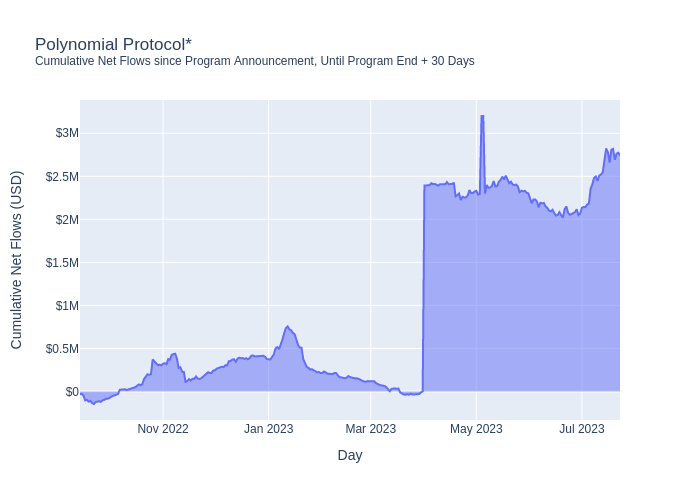 Polynomial Protocol*
Cumulative Net Flows since Program Announcement, Until Program End + 30 Days
Cumulative Net Flows (USD)
$3M
$2.5M
$2M
$1.5M
$1M
$0.5M
$0
Nov 2022 Jan 2023 Mar 2023 May 2023 Jul 2023
Day